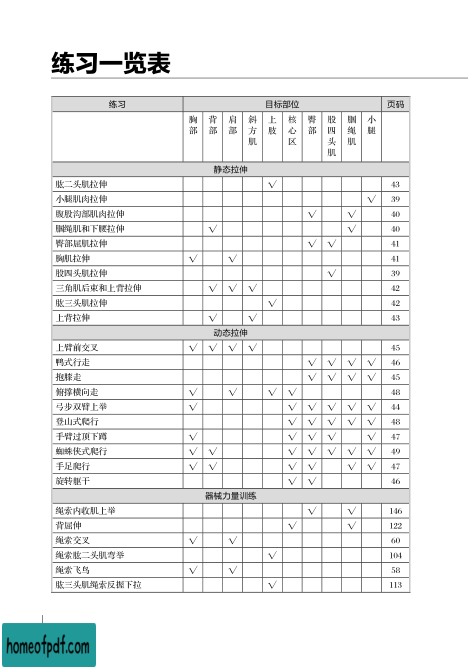 练习一览表
练习 目标部位 页码
胸部 背部 肩部 斜方肌 上肢 核心区 臀部 股四头肌 腘绳肌 小腿
静态拉伸
肱二头肌拉伸 √ 43
小腿肌肉拉伸 √ 39
腹股沟部肌肉拉伸 √ √ 40
腘绳肌和下腰拉伸 √ √ 40
臀部屈肌拉伸 √ √ 41
胸肌拉伸 √ √ 41
股四头肌拉伸 √ 39
三角肌后束和上背拉伸 √ √ √ 42
肱三头肌拉伸 √ 42
上背拉伸 √ √ 43
动态拉伸
上臂前交叉 √ √ √ √ 45
鸭式行走 √ √ √ √ 46
抱膝走 √ √ √ √ 45
俯撑横向走 √ √ √ √ 48
弓步双臂上举 √ √ √ √ √ √ 44
登山式爬行 √ √ √ √ √ 48
手臂过顶下蹲 √ √ √ √ √ 47
蜘蛛侠式爬行 √ √ √ √ √ √ √ 49
手足爬行 √ √ √ √ √ √ 47
旋转躯干 √ √ 46
器械力量训练
绳索内收肌上举 √ √ 146
背屈伸 √ √ 122
绳索交叉 √ √ 60
绳索肱二头肌弯举 √ 104
绳索飞鸟 √ √ 58
肱三头肌绳索反握下拉 √ 113
homeofpdf.com